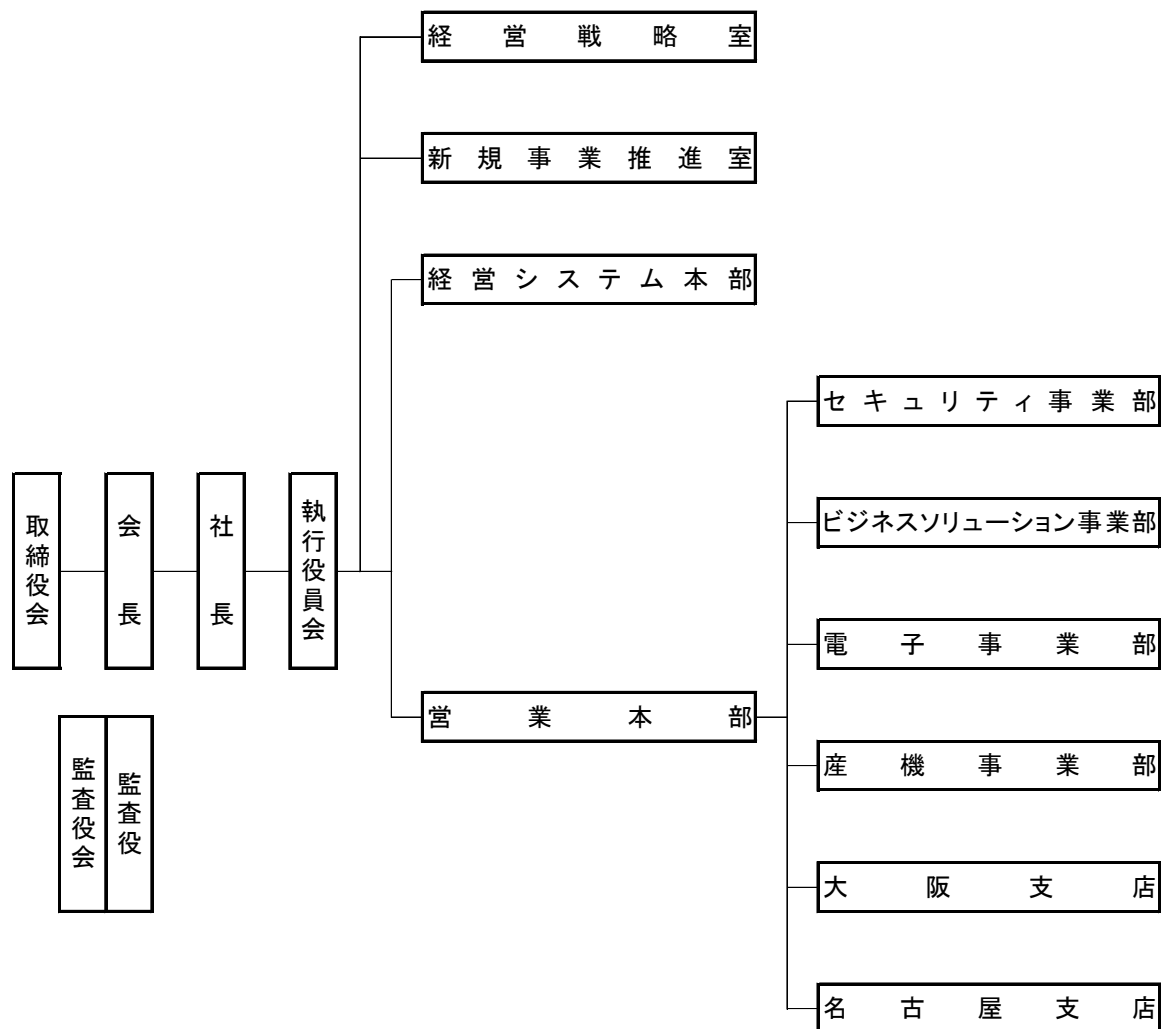 経営戦略室
新規事業推進室
経営システム本部
セキュリティ事業部
取締役会
会長
社長
執行役員会
ビジネスソリューション事業部
電子事業部
営業本部
監査役会
監査役
産機事業部
大阪支店
名古屋支店